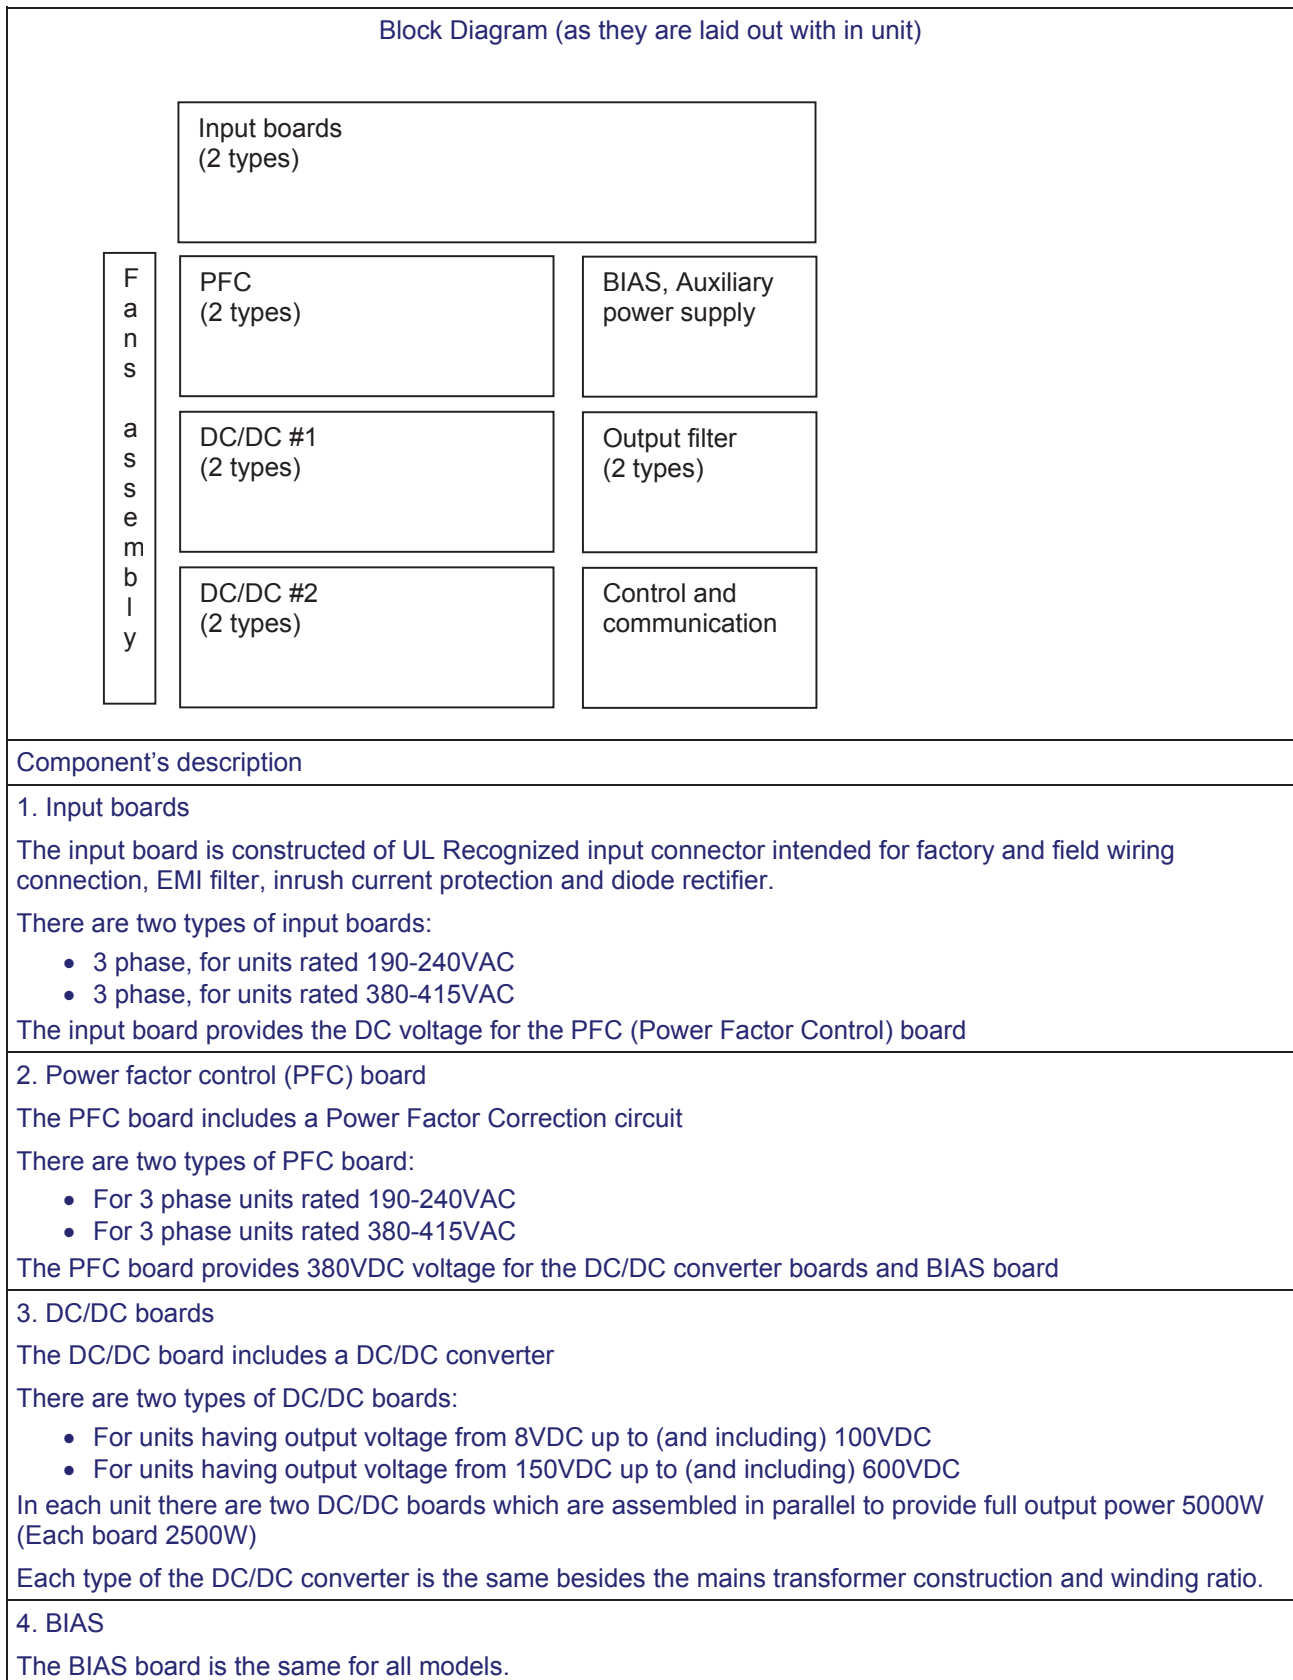 Block Diagram (as they are laid out with in unit)
Input boards
(2 types)
Fans assembly
PFC
(2 types)
BIAS, Auxiliary
power supply
DC/DC #1
(2 types)
Output filter
(2 types)
DC/DC #2
(2 types)
Control and
communication
Component’s description
1. Input boards
The input board is constructed of UL Recognized input connector intended for factory and field wiring
connection, EMI filter, inrush current protection and diode rectifier.
There are two types of input boards:
• 3 phase, for units rated 190-240VAC
• 3 phase, for units rated 380-415VAC
The input board provides the DC voltage for the PFC (Power Factor Control) board
2. Power factor control (PFC) board
The PFC board includes a Power Factor Correction circuit
There are two types of PFC board:
• For 3 phase units rated 190-240VAC
• For 3 phase units rated 380-415VAC
The PFC board provides 380VDC voltage for the DC/DC converter boards and BIAS board
3. DC/DC boards
The DC/DC board includes a DC/DC converter
There are two types of DC/DC boards:
• For units having output voltage from 8VDC up to (and including) 100VDC
• For units having output voltage from 150VDC up to (and including) 600VDC
In each unit there are two DC/DC boards which are assembled in parallel to provide full output power 5000W
(Each board 2500W)
Each type of the DC/DC converter is the same besides the mains transformer construction and winding ratio.
4. BIAS
The BIAS board is the same for all models.